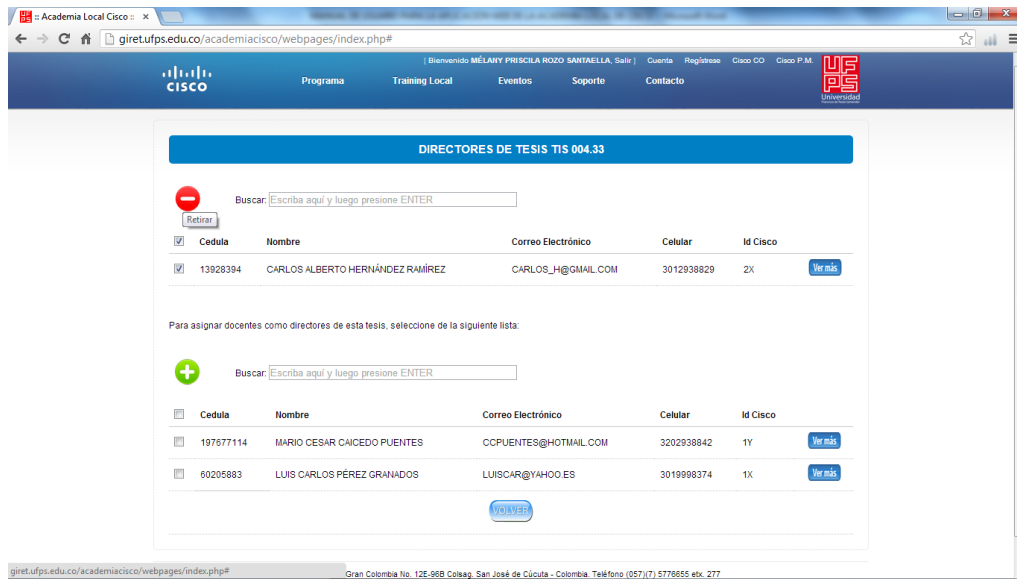 :: Academia Local Cisco ::
giret.ufps.edu.co/academiacisco/webpages/index.php#
[ Bienvenido MÉLANY PRISCILA ROZO SANTAELLA, Salir ] Cuenta Regístrese Cisco CO Cisco P.M.
CISCO
Programa Training Local Eventos Soporte Contacto
UFPS
Universidad
DIRECTORES DE TESIS TIS 004.33
Buscar: Escriba aquí y luego presione ENTER
Retirar
Cedula Nombre Correo Electrónico Celular Id Cisco
13928394 CARLOS ALBERTO HERNÁNDEZ RAMÍREZ CARLOS_H@GMAIL.COM 3012938829 2X Ver más
Para asignar docentes como directores de esta tesis, seleccione de la siguiente lista:
Buscar: Escriba aquí y luego presione ENTER
Cedula Nombre Correo Electrónico Celular Id Cisco
197677114 MARIO CESAR CAICEDO PUENTES CCPUENTES@HOTMAIL.COM 3202938842 1Y Ver más
60205883 LUIS CARLOS PÉREZ GRANADOS LUISCAR@YAHOO.ES 3019998374 1X Ver más
VOLVER
giret.ufps.edu.co/academiacisco/webpages/index.php#
Gran Colombia No. 12E-96B Colsag. San José de Cúcuta - Colombia. Teléfono (057)(7) 5776655 etx. 277